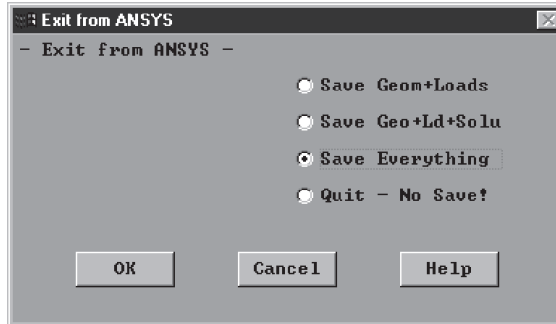 Exit from ANSYS
- Exit from ANSYS -
Save Geom+Loads
Save Geo+Ld+Solu
Save Everything
Quit - No Save!
OK Cancel Help